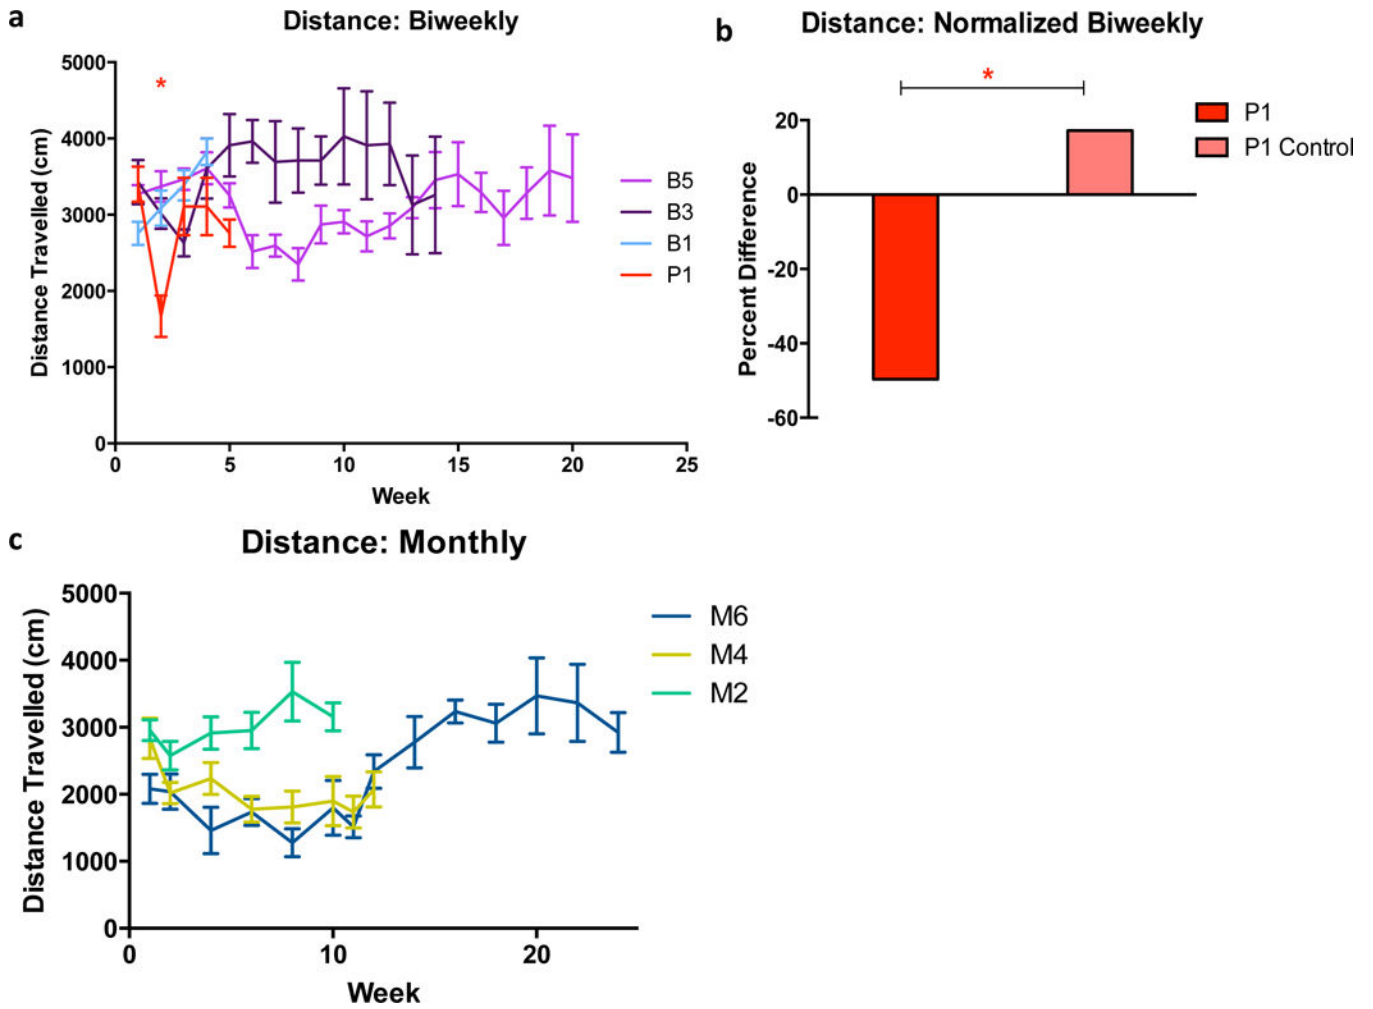 a
Distance: Biweekly
5000
4000
3000
2000
1000
0
Distance Travelled (cm)
*
0 5 10 15 20 25
Week
B5
B3
B1
P1
b
Distance: Normalized Biweekly
*
20
0
-20
-40
-60
Percent Difference
P1
P1 Control
c
Distance: Monthly
5000
4000
3000
2000
1000
0
Distance Travelled (cm)
0 10 20
Week
M6
M4
M2